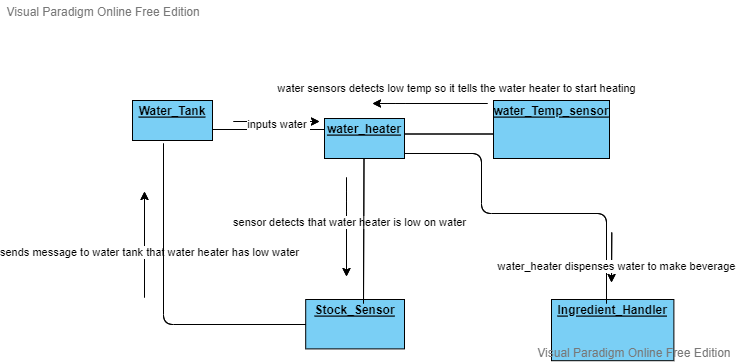 Visual Paradigm Online Free Edition
water sensors detects low temp so it tells the water heater to start heating
Water_Tank
water_Temp_sensor
inputs water
water_heater
sensor detects that water heater is low on water
sends message to water tank that water heater has low water
water_heater dispenses water to make beverage
Stock_Sensor
Ingredient_Handler
Visual Paradigm Online Free Edition